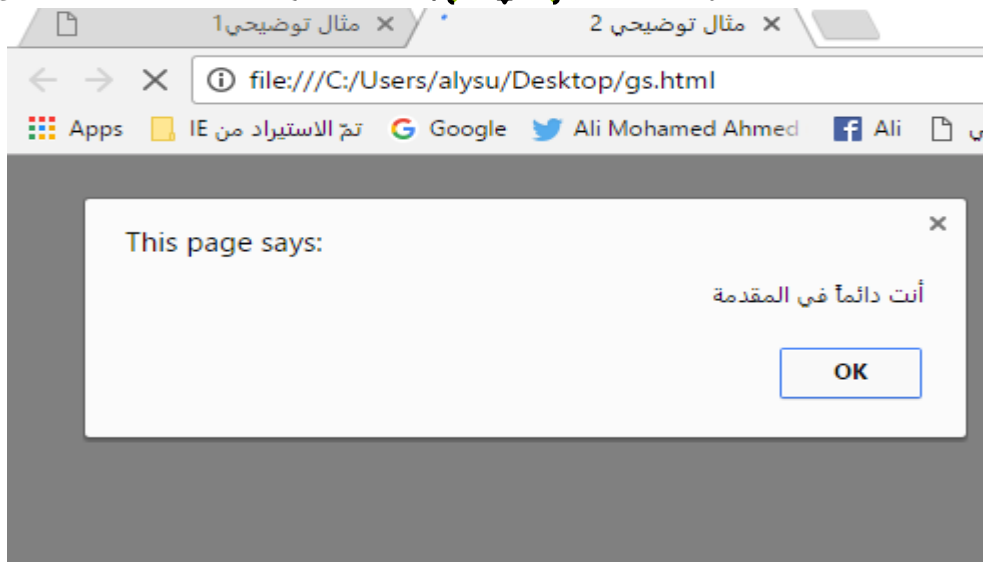 مثال توضيحي1
مثال توضيحي 2
file:///C:/Users/alysu/Desktop/gs.html
Apps تمّ الاستيراد من IE Google Ali Mohamed Ahmed Ali
This page says:
أنت دائماً في المقدمة
OK